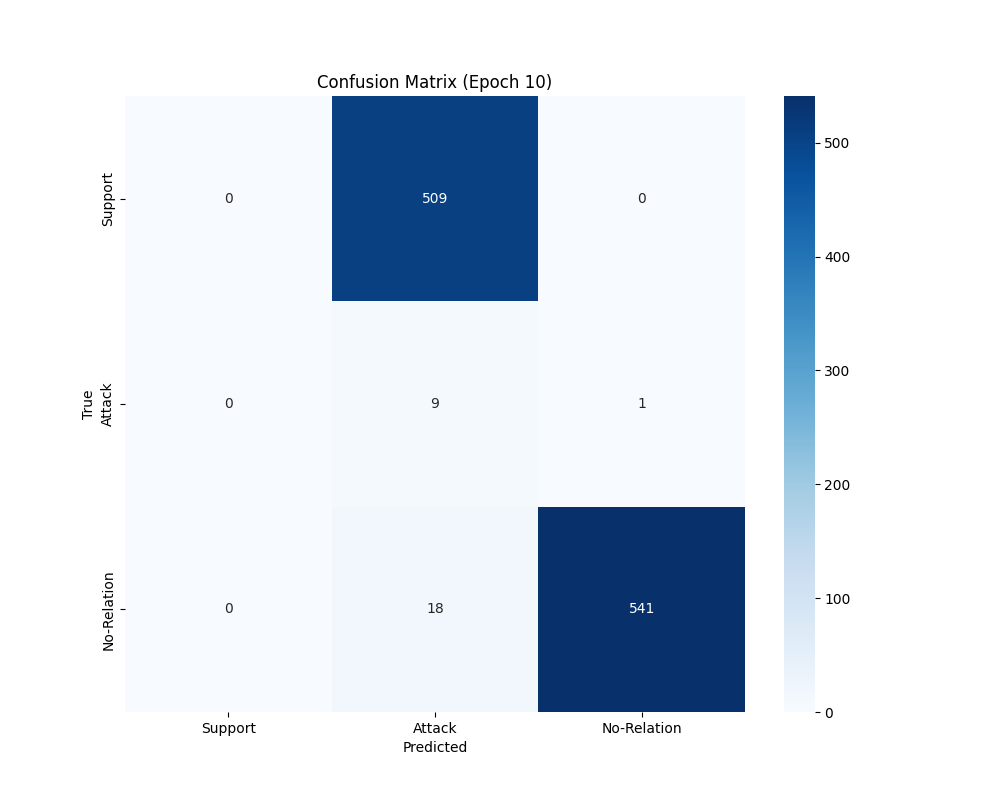 Confusion Matrix (Epoch 10)
Support
Attack
No-Relation
True
0 509 0
0 9 1
0 18 541
Support Attack No-Relation
Predicted
500
400
300
200
100
0